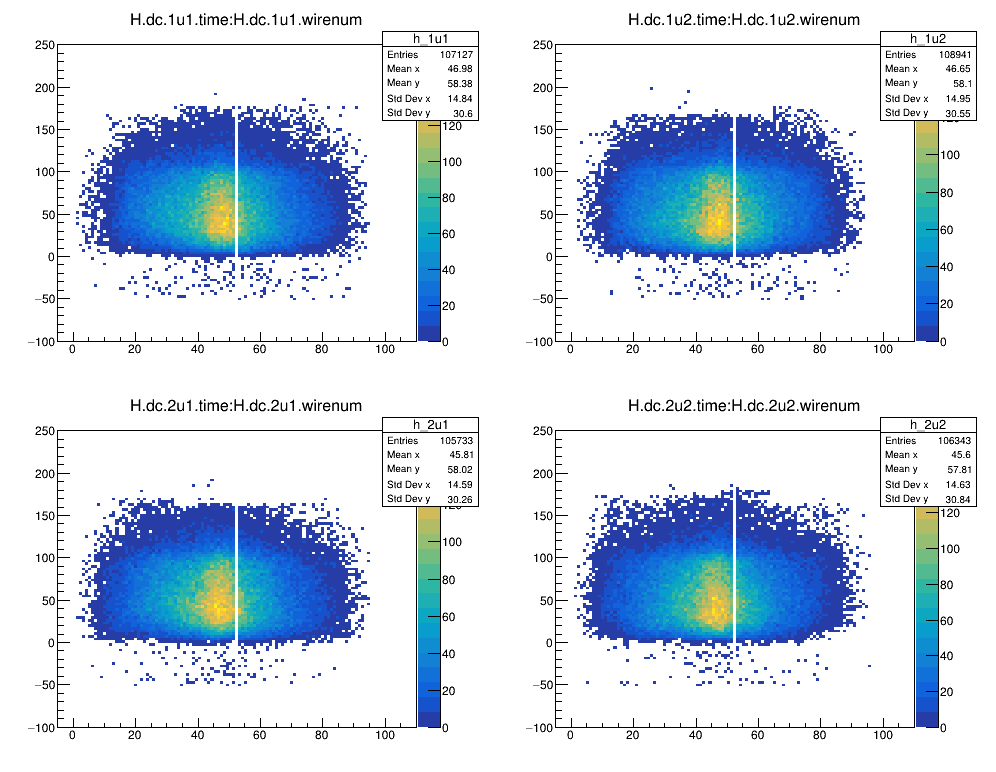 H.dc.1u1.time:H.dc.1u1.wirenum
h_1u1
Entries 107127
Mean x 46.98
Mean y 58.38
Std Dev x 14.84
Std Dev y 30.6
250
200
150
100
50
0
−50
−100
0 20 40 60 80 100
120
100
80
60
40
20
0
H.dc.1u2.time:H.dc.1u2.wirenum
h_1u2
Entries 108941
Mean x 46.65
Mean y 58.1
Std Dev x 14.95
Std Dev y 30.55
250
200
150
100
50
0
−50
−100
0 20 40 60 80 100
100
80
60
40
20
0
H.dc.2u1.time:H.dc.2u1.wirenum
h_2u1
Entries 105733
Mean x 45.81
Mean y 58.02
Std Dev x 14.59
Std Dev y 30.26
250
200
150
100
50
0
−50
−100
0 20 40 60 80 100
100
80
60
40
20
0
H.dc.2u2.time:H.dc.2u2.wirenum
h_2u2
Entries 106343
Mean x 45.6
Mean y 57.81
Std Dev x 14.63
Std Dev y 30.84
250
200
150
100
50
0
−50
−100
0 20 40 60 80 100
120
100
80
60
40
20
0